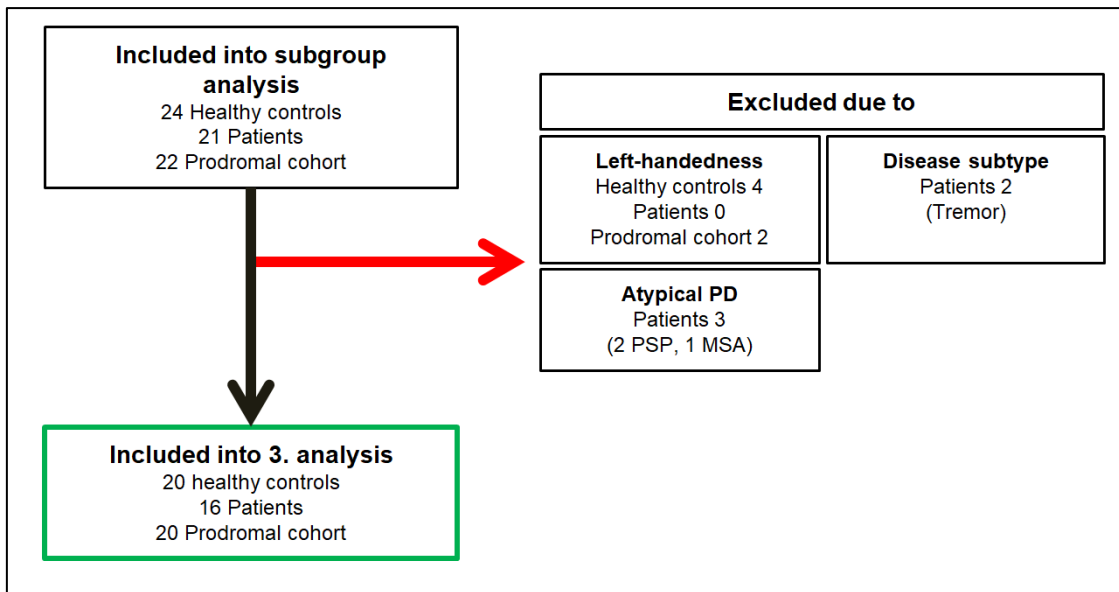 Included into subgroup
analysis
24 Healthy controls
21 Patients
22 Prodromal cohort
Excluded due to
Left-handedness
Healthy controls 4
Patients 0
Prodromal cohort 2
Disease subtype
Patients 2
(Tremor)
Atypical PD
Patients 3
(2 PSP, 1 MSA)
Included into 3. analysis
20 healthy controls
16 Patients
20 Prodromal cohort